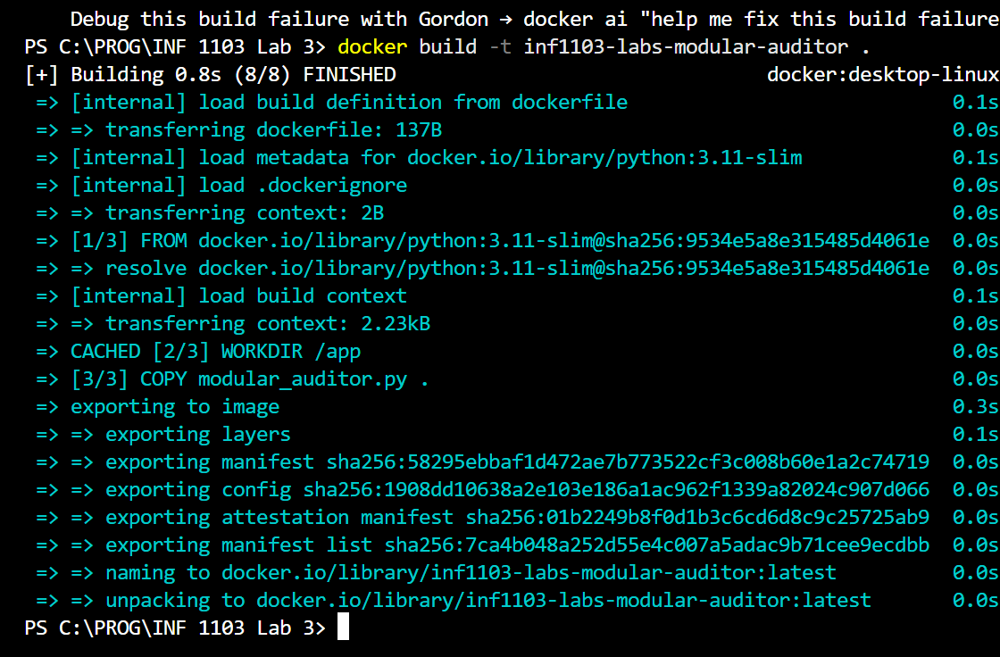 Debug this build failure with Gordon → docker ai "help me fix this build failure
PS C:\PROG\INF 1103 Lab 3> docker build -t inf1103-labs-modular-auditor .
[+] Building 0.8s (8/8) FINISHED docker:desktop-linux
=> [internal] load build definition from dockerfile 0.1s
=> => transferring dockerfile: 137B 0.0s
=> [internal] load metadata for docker.io/library/python:3.11-slim 0.1s
=> [internal] load .dockerignore 0.0s
=> => transferring context: 2B 0.0s
=> [1/3] FROM docker.io/library/python:3.11-slim@sha256:9534e5a8e315485d4061e 0.0s
=> => resolve docker.io/library/python:3.11-slim@sha256:9534e5a8e315485d4061e 0.0s
=> [internal] load build context 0.1s
=> => transferring context: 2.23kB 0.0s
=> CACHED [2/3] WORKDIR /app 0.0s
=> [3/3] COPY modular_auditor.py . 0.0s
=> exporting to image 0.3s
=> => exporting layers 0.1s
=> => exporting manifest sha256:58295ebbaf1d472ae7b773522cf3c008b60e1a2c74719 0.0s
=> => exporting config sha256:1908dd10638a2e103e186a1ac962f1339a82024c907d066 0.0s
=> => exporting attestation manifest sha256:01b2249b8f0d1b3c6cd6d8c9c25725ab9 0.0s
=> => exporting manifest list sha256:7ca4b048a252d55e4c007a5adac9b71cee9ecdbb 0.0s
=> => naming to docker.io/library/inf1103-labs-modular-auditor:latest 0.0s
=> => unpacking to docker.io/library/inf1103-labs-modular-auditor:latest 0.0s
PS C:\PROG\INF 1103 Lab 3>